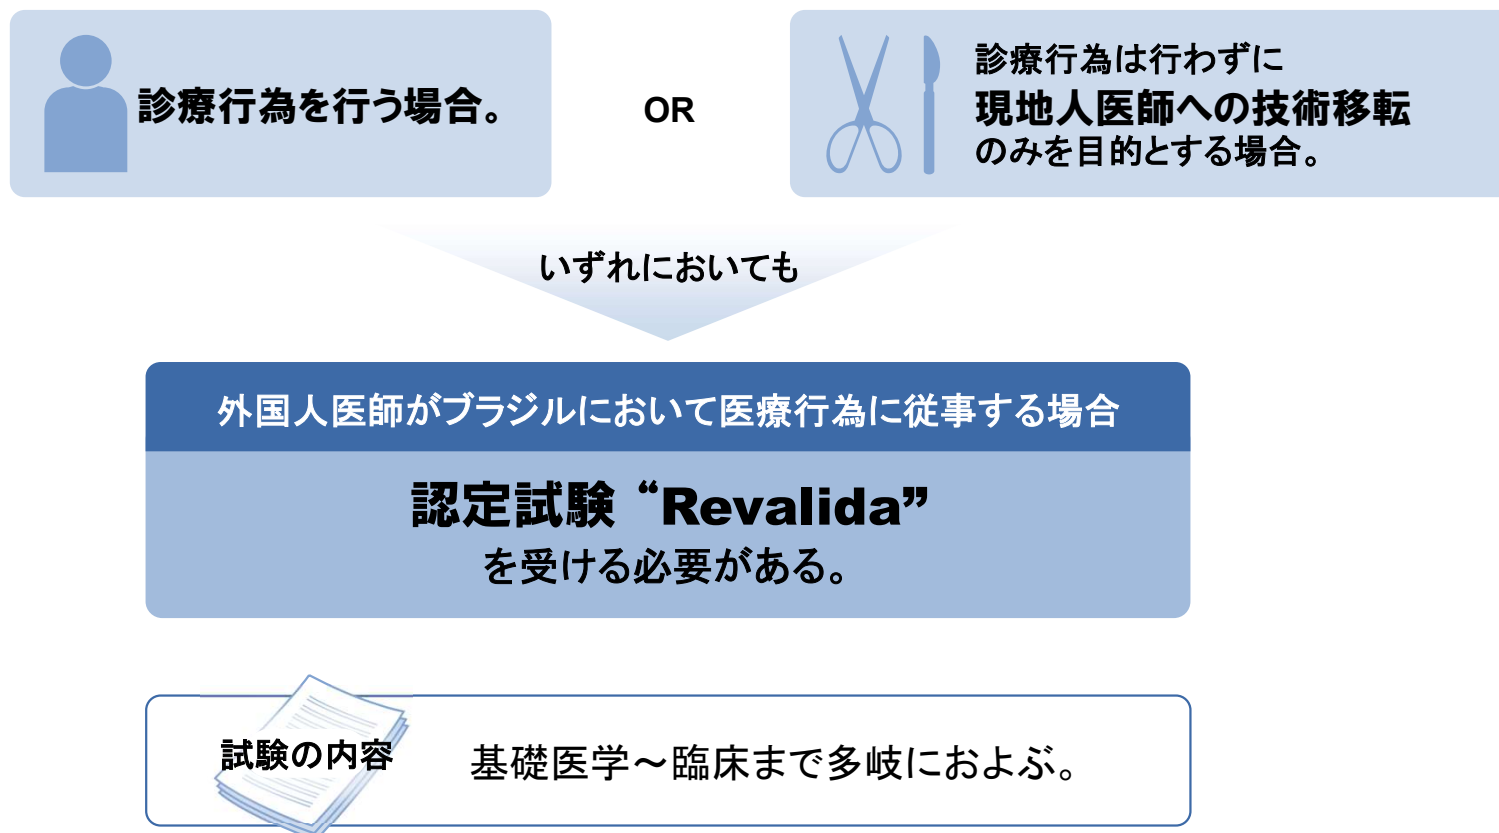 診療行為を行う場合。
OR
診療行為は行わずに
現地人医師への技術移転
のみを目的とする場合。
いずれにおいても
外国人医師がブラジルにおいて医療行為に従事する場合
認定試験“Revalida”
を受ける必要がある。
試験の内容
基礎医学～臨床まで多岐におよぶ。